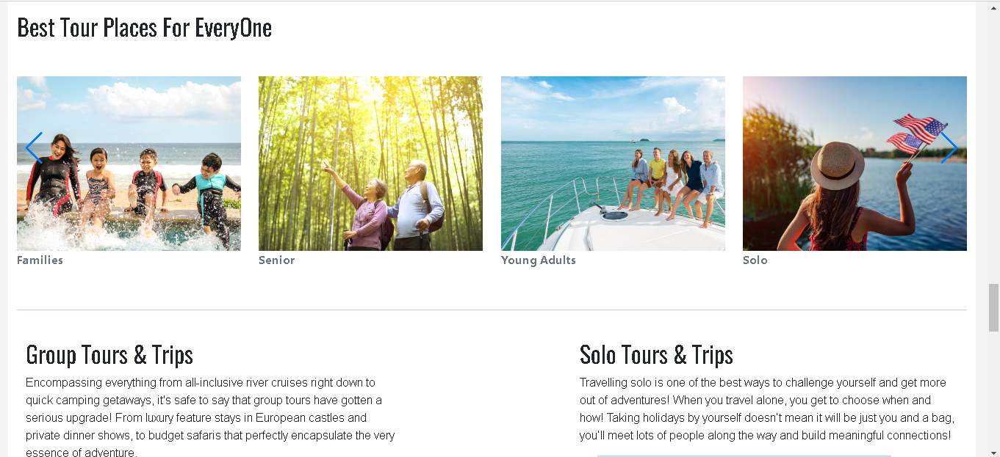 Best Tour Places For EveryOne
Families
Senior
Young Adults
Solo
Group Tours & Trips
Encompassing everything from all-inclusive river cruises right down to
quick camping getaways, it's safe to say that group tours have gotten a
serious upgrade! From luxury feature stays in European castles and
private dinner shows, to budget safaris that perfectly encapsulate the very
essence of adventure.
Solo Tours & Trips
Travelling solo is one of the best ways to challenge yourself and get more
out of adventures! When you travel alone, you get to choose when and
how! Taking holidays by yourself doesn't mean it will be just you and a bag,
you'll meet lots of people along the way and build meaningful connections!